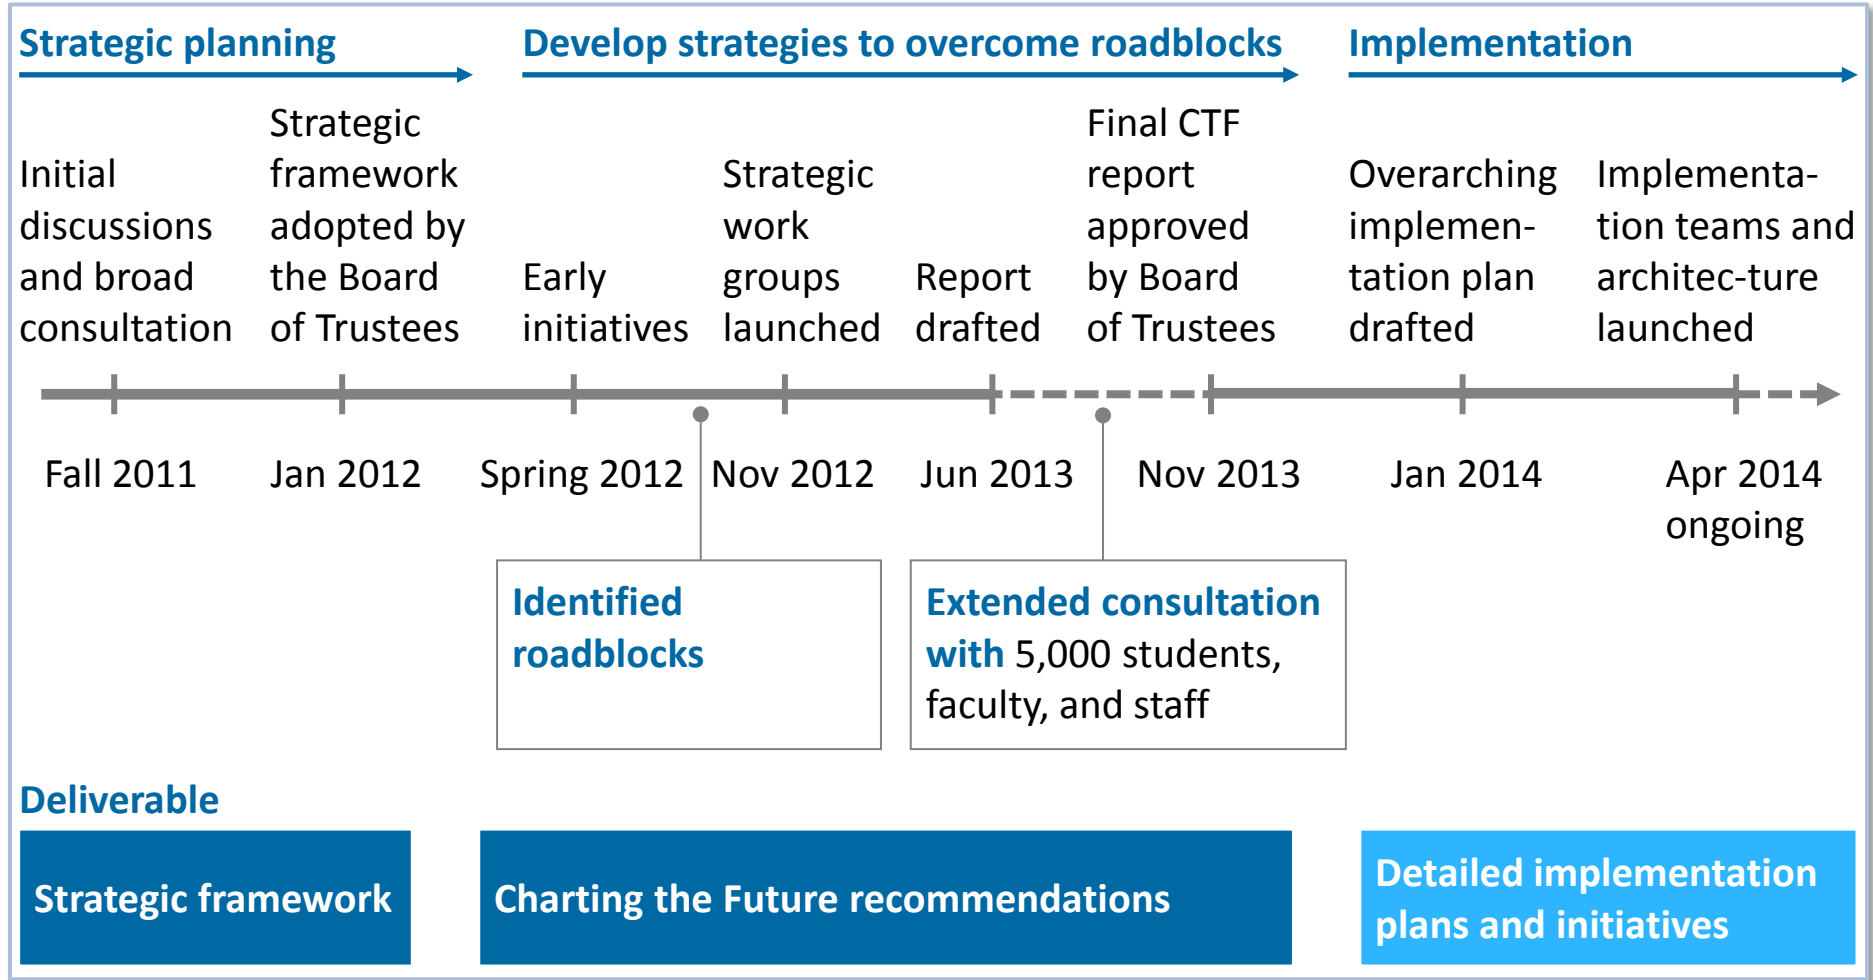 Strategic planning
Develop strategies to overcome roadblocks
Implementation
Initial
discussions
and broad
consultation
Strategic
framework
adopted by
the Board
of Trustees
Early
initiatives
Strategic
work
groups
launched
Report
drafted
Final CTF
report
approved
by Board
of Trustees
Overarching
implemen-
tation plan
drafted
Implementa-
tion teams and
architec-ture
launched
Fall 2011
Jan 2012
Spring 2012
Nov 2012
Jun 2013
Nov 2013
Jan 2014
Apr 2014
ongoing
Identified
roadblocks
Extended consultation
with 5,000 students,
faculty, and staff
Deliverable
Strategic framework
Charting the Future recommendations
Detailed implementation
plans and initiatives